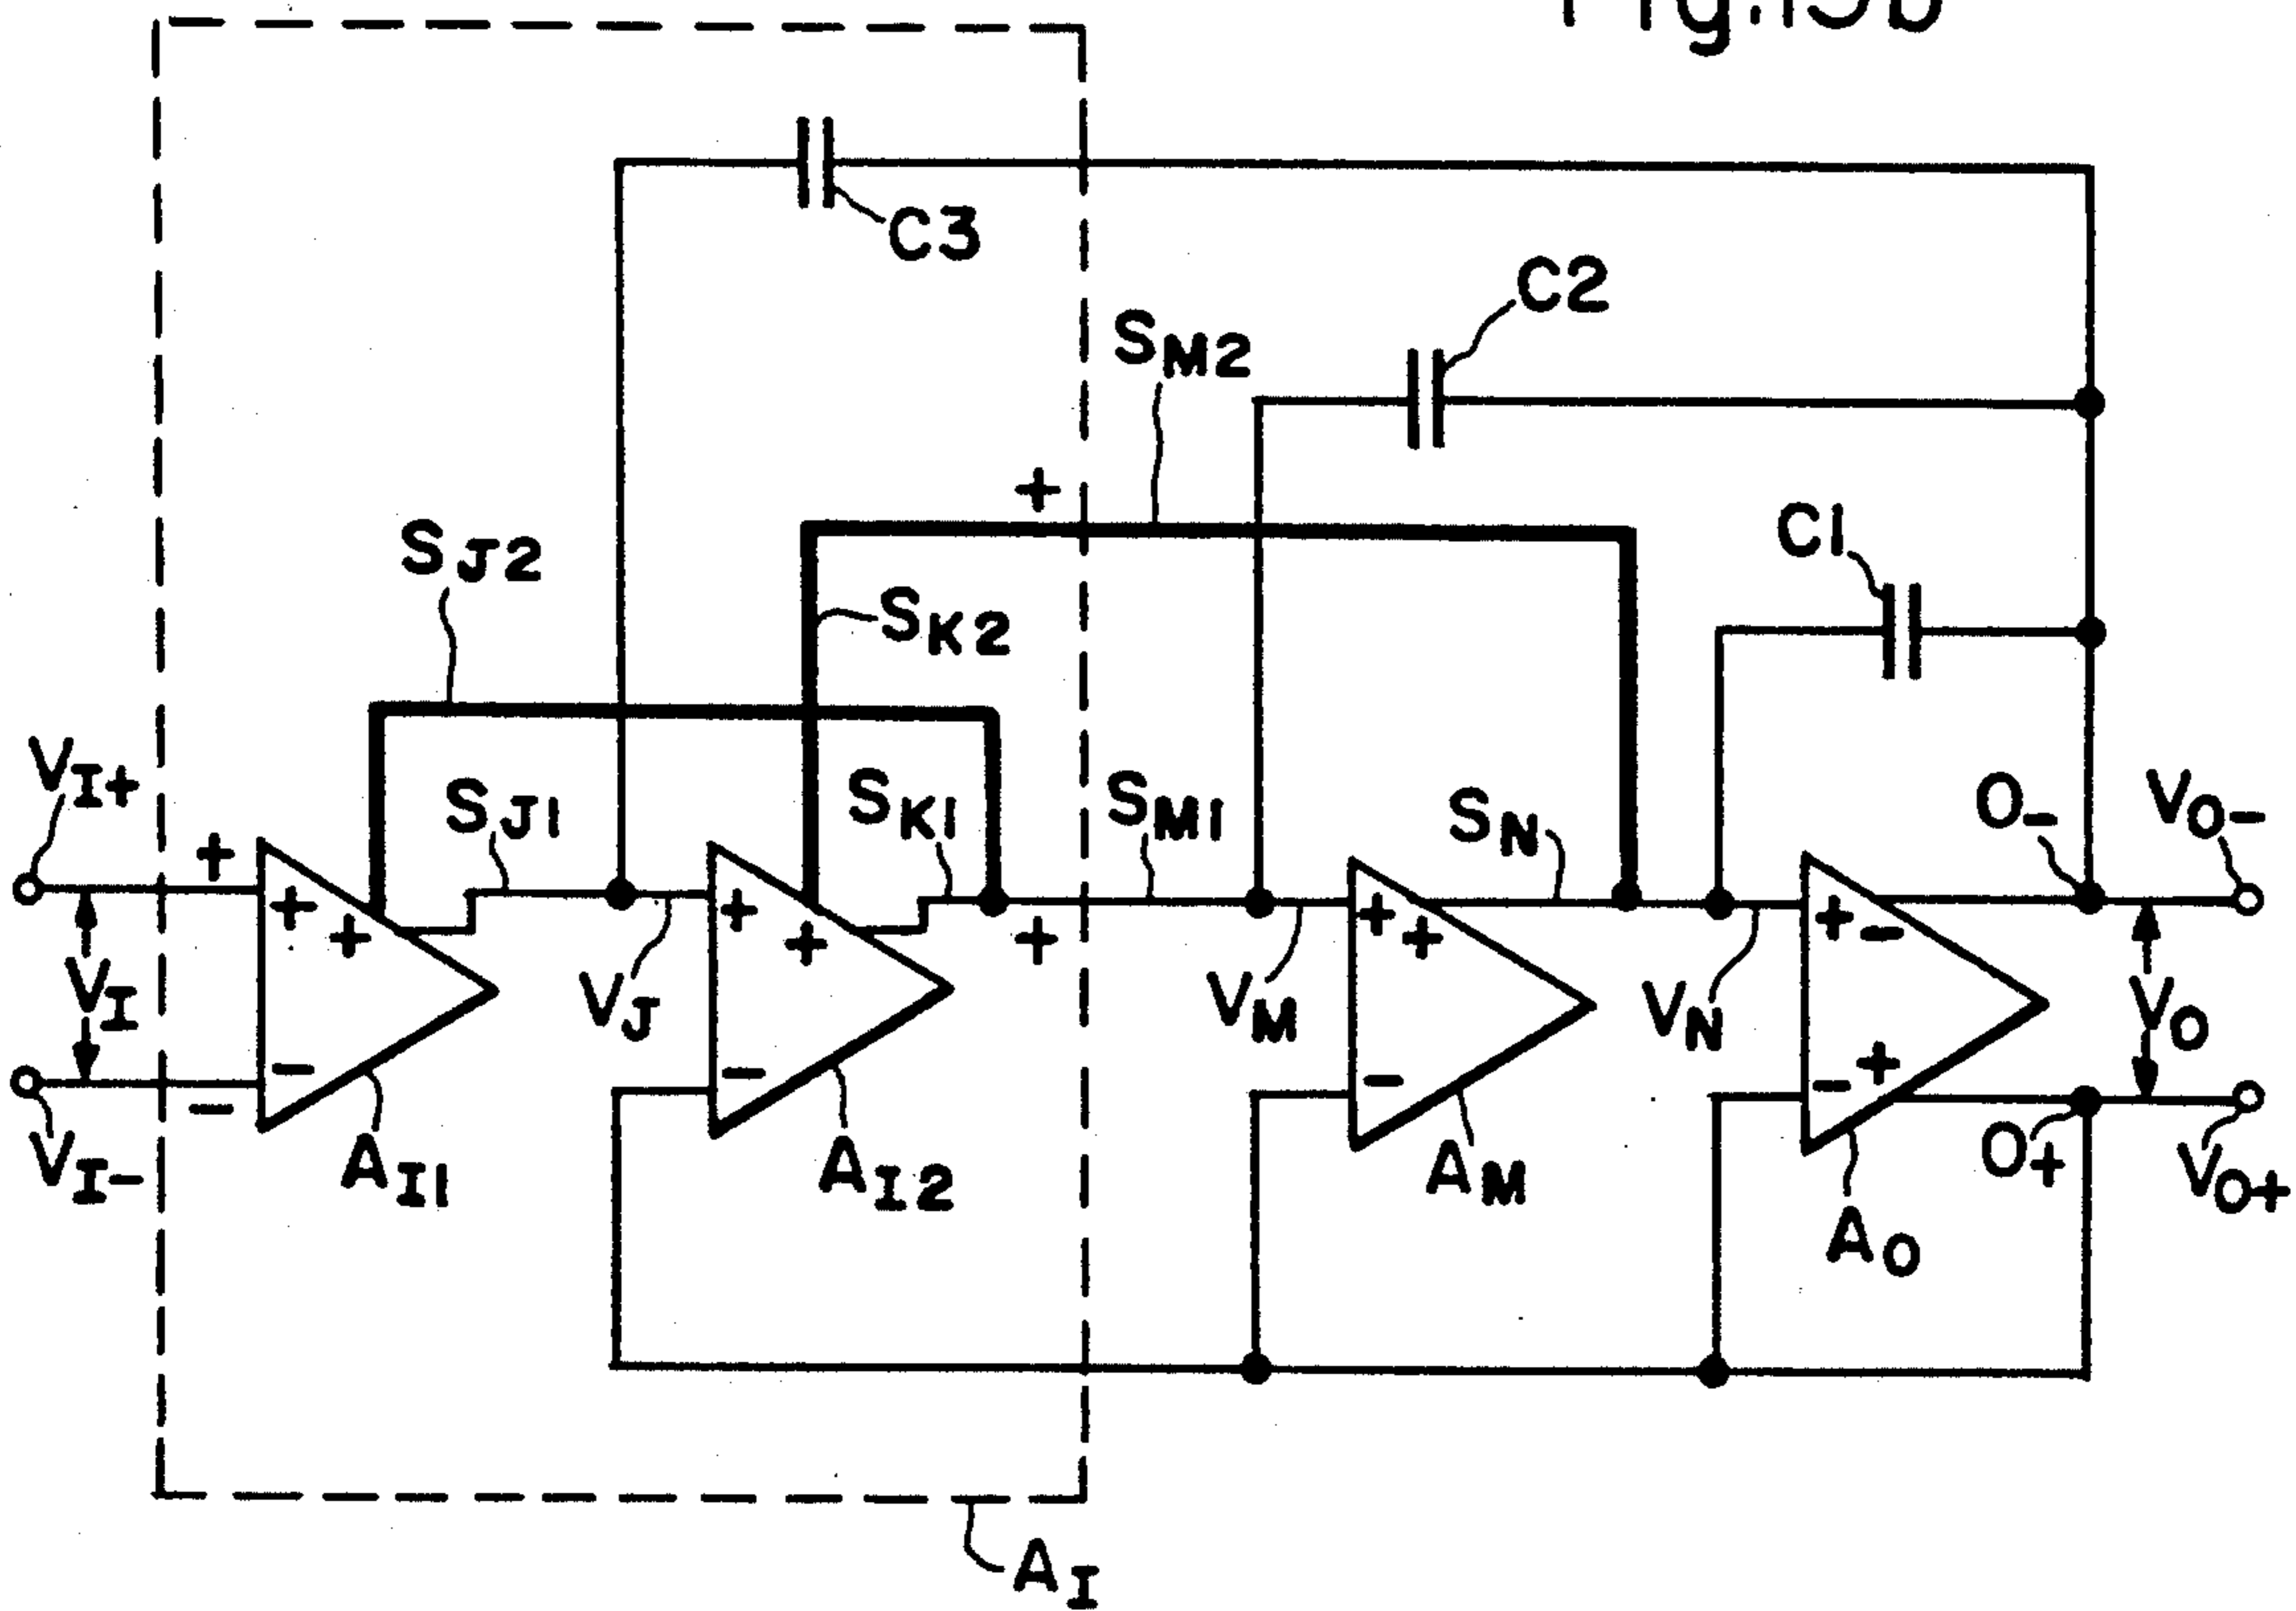 Fig.15b
C3
C2
SM2
+
C1
SJ2
SK2
VI+
SJ1
SK1
SM1
SN
O-
VO-
+
+ + - + + - + + + - + - - +
VI
VJ
+
VM
VN
VO
-
VI-
AI1
AI2
AM
O+
VO+
AO
AI